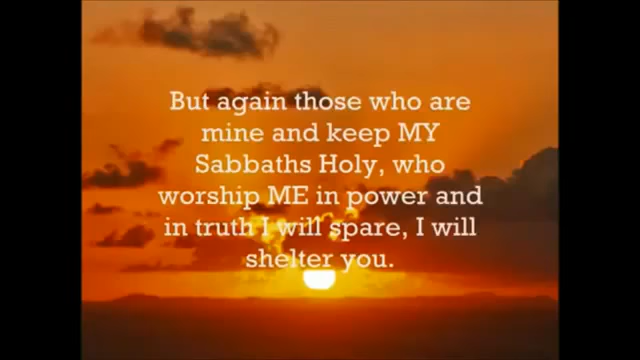 But again those who are
mine and keep MY
Sabbaths Holy, who
worship ME in power and
in truth I will spare, I will
shelter you.